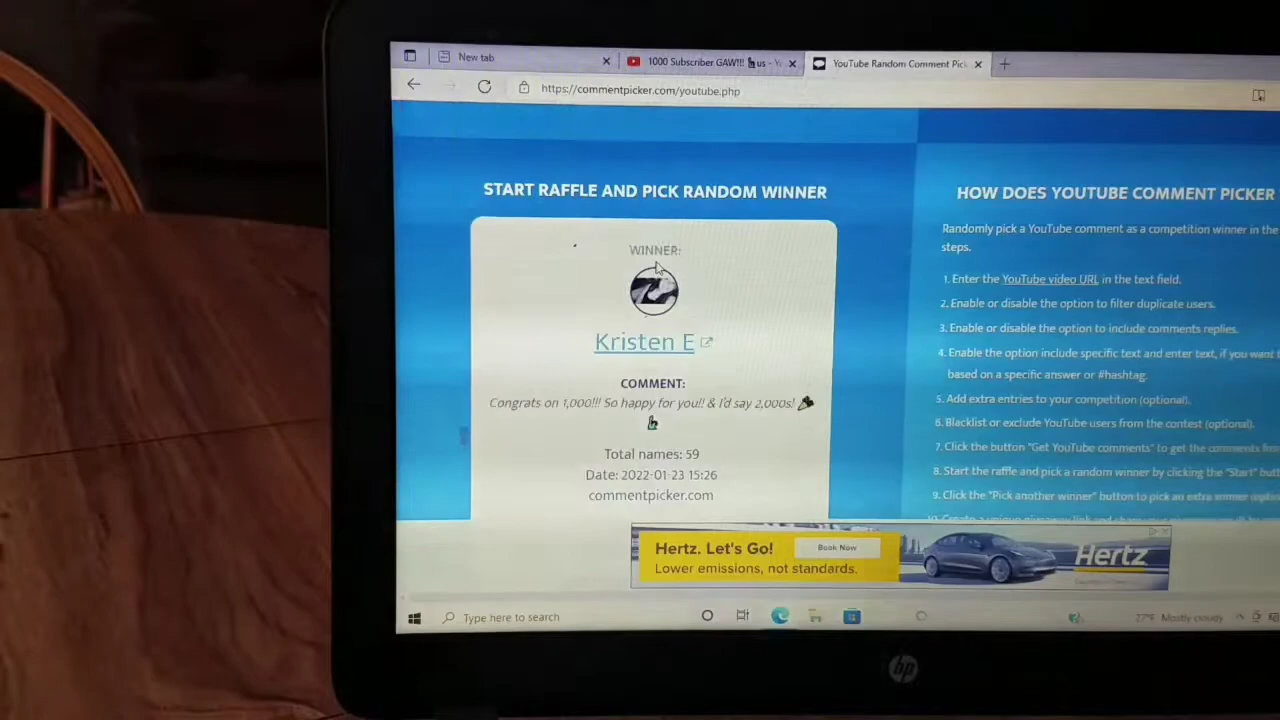 New tab
1000 Subscriber GAW!!! us - Yo
YouTube Random Comment Pick
https://commentpicker.com/youtube.php
START RAFFLE AND PICK RANDOM WINNER
WINNER:
Kristen E
COMMENT:
Congrats on 1,000!!! So happy for you!! & I'd say 2,000s!
Total names: 59
Date: 2022-01-23 15:26
commentpicker.com
HOW DOES YOUTUBE COMMENT PICKER
Randomly pick a YouTube comment as a competition winner in the
steps.
1. Enter the YouTube video URL in the text field.
2. Enable or disable the option to filter duplicate users.
3. Enable or disable the option to include comments replies.
4. Enable the option include specific text and enter text, if you want
based on a specific answer or #hashtag.
5. Add extra entries to your competition (optional).
6. Blacklist or exclude YouTube users from the contest (optional).
7. Click the button "Get YouTube comments" to get the comments from
8. Start the raffle and pick a random winner by clicking the "Start" butt
9. Click the "Pick another winner" button to pick an extra winner
Hertz. Let's Go!
Lower emissions, not standards.
Book Now
Hertz
Type here to search
27°F Mostly cloudy
hp